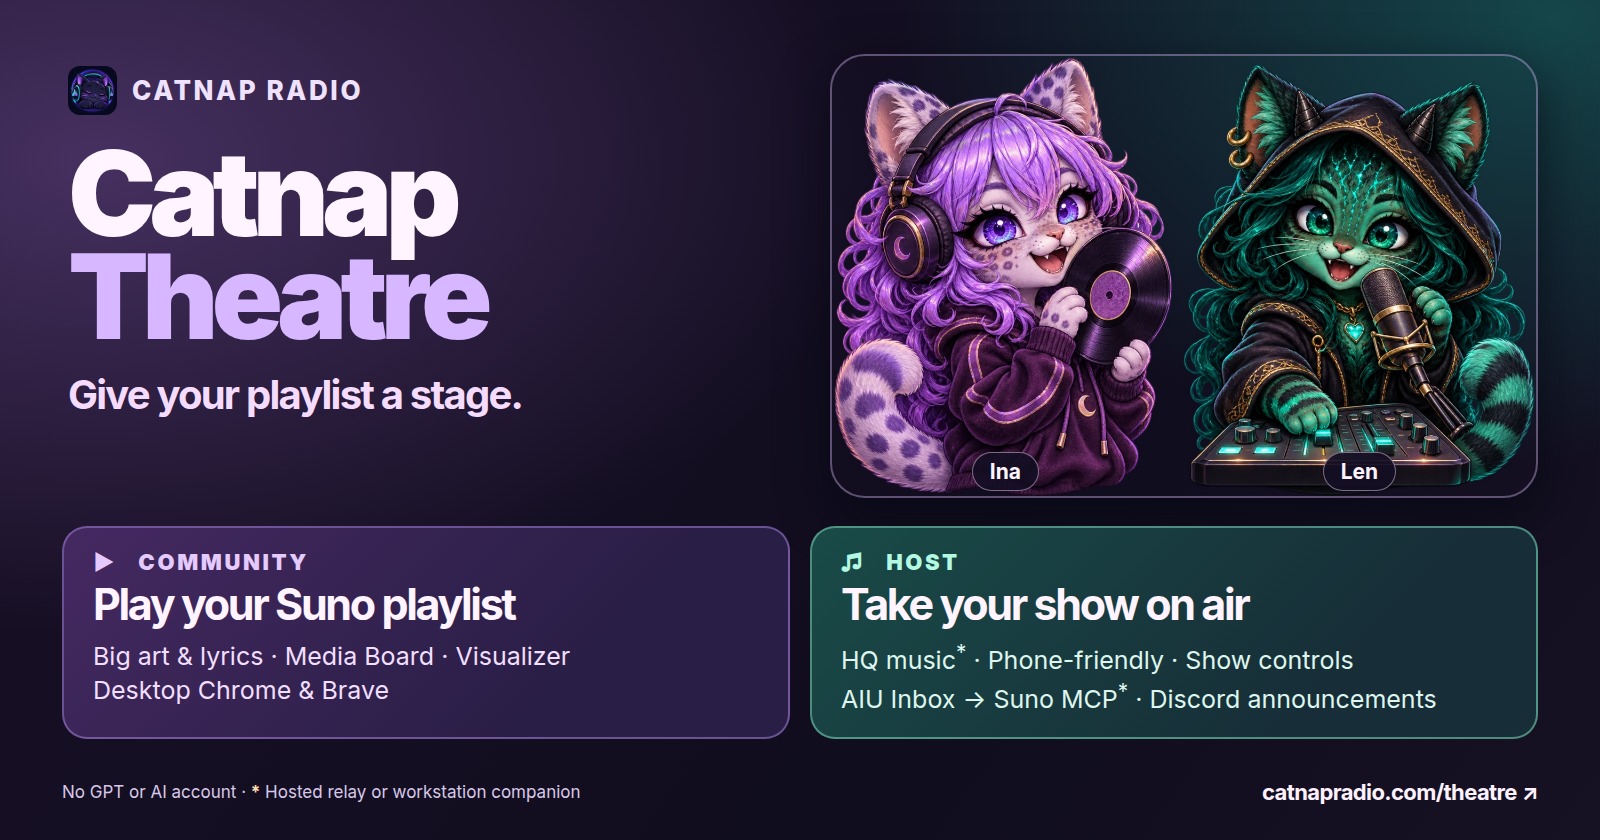 CATNAP RADIO
Catnap
Theatre
Give your playlist a stage.
Ina
Len
▶ COMMUNITY
Play your Suno playlist
Big art & lyrics · Media Board · Visualizer
Desktop Chrome & Brave
♫ HOST
Take your show on air
HQ music* · Phone-friendly · Show controls
AIU Inbox → Suno MCP* · Discord announcements
No GPT or AI account · * Hosted relay or workstation companion
catnapradio.com/theatre ↗